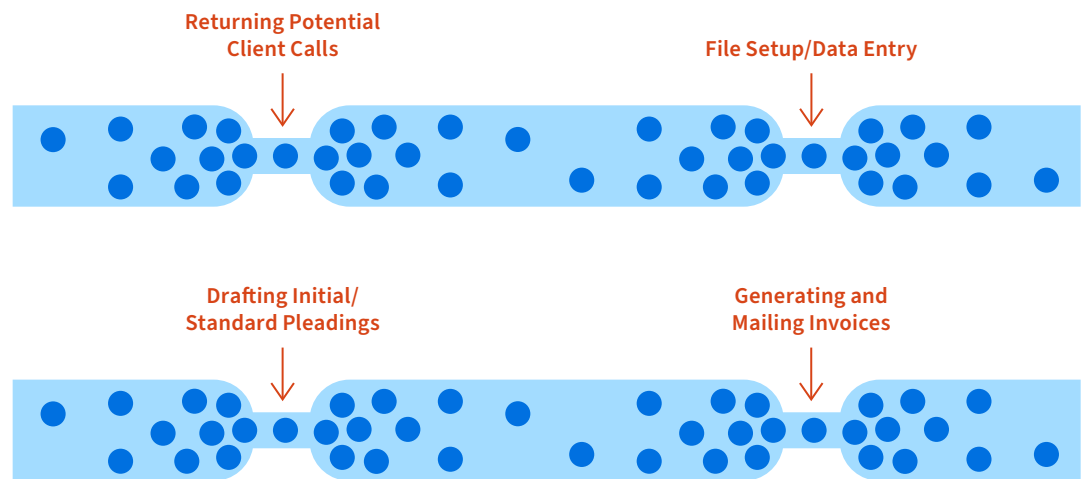 Returning Potential
Client Calls
File Setup/Data Entry
Drafting Initial/
Standard Pleadings
Generating and
Mailing Invoices